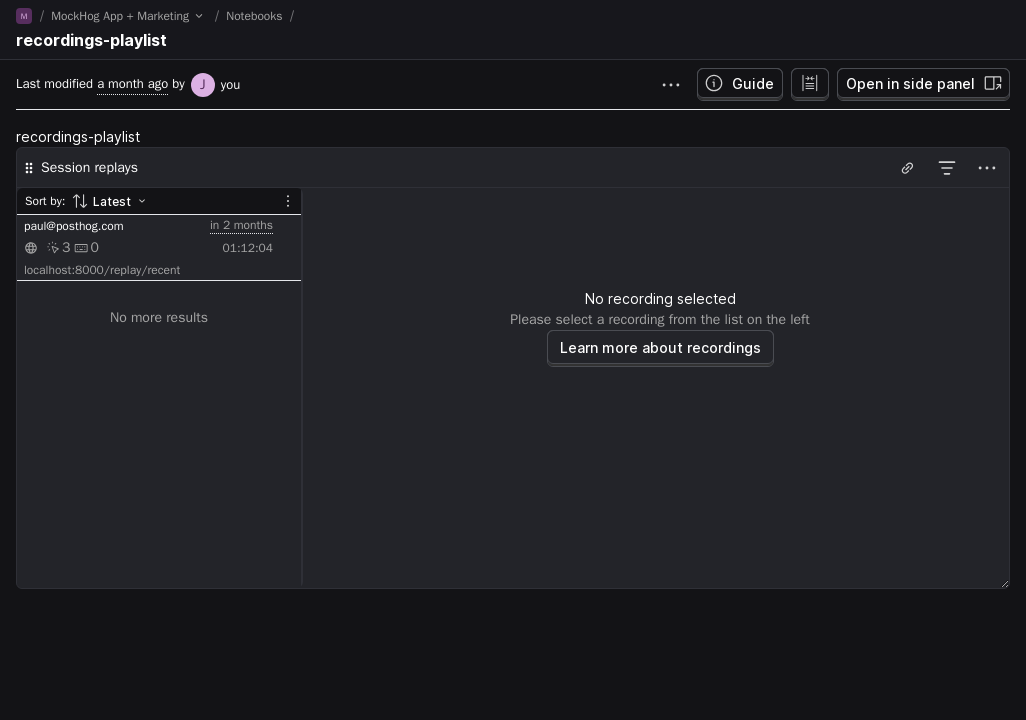 M / MockHog App + Marketing / Notebooks /
recordings-playlist
Last modified a month ago by J you
Guide
Open in side panel
recordings-playlist
Session replays
Sort by: Latest
paul@posthog.com in 2 months
3 0 01:12:04
localhost:8000/replay/recent
No more results
No recording selected
Please select a recording from the list on the left
Learn more about recordings